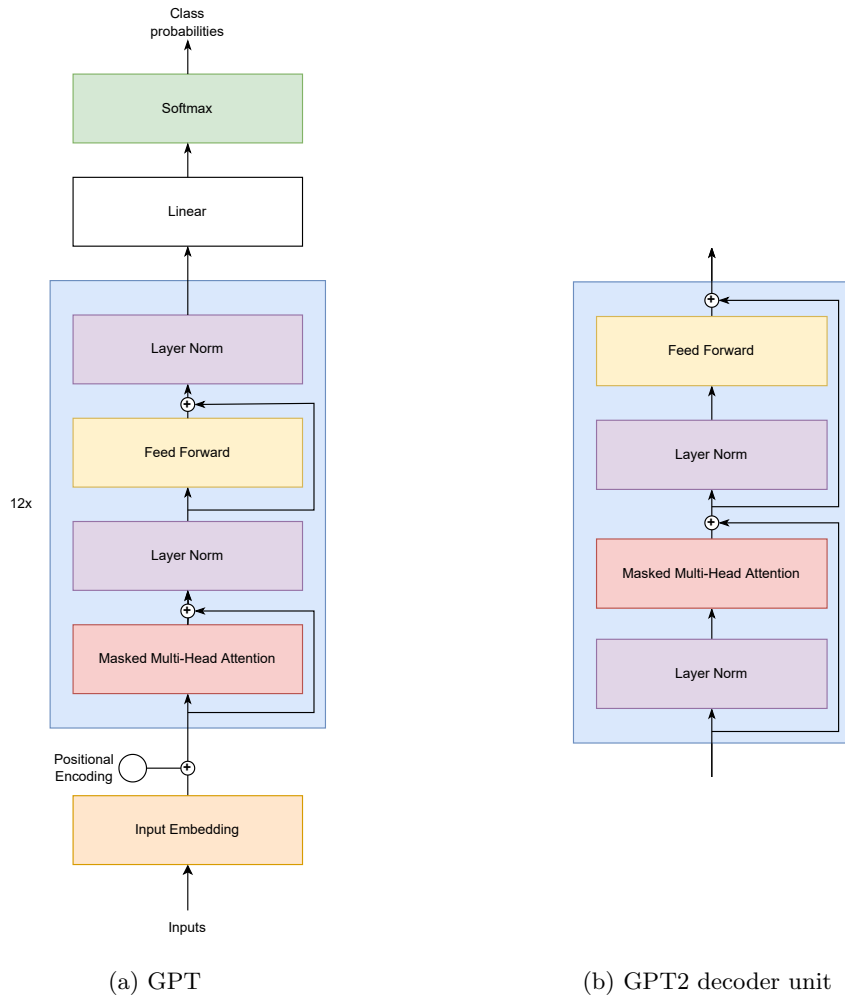 Class
probabilities
Softmax
Linear
Layer Norm
Feed Forward
12x
Layer Norm
Masked Multi-Head Attention
Positional
Encoding
Input Embedding
Inputs
(a) GPT
Feed Forward
Layer Norm
Masked Multi-Head Attention
Layer Norm
(b) GPT2 decoder unit